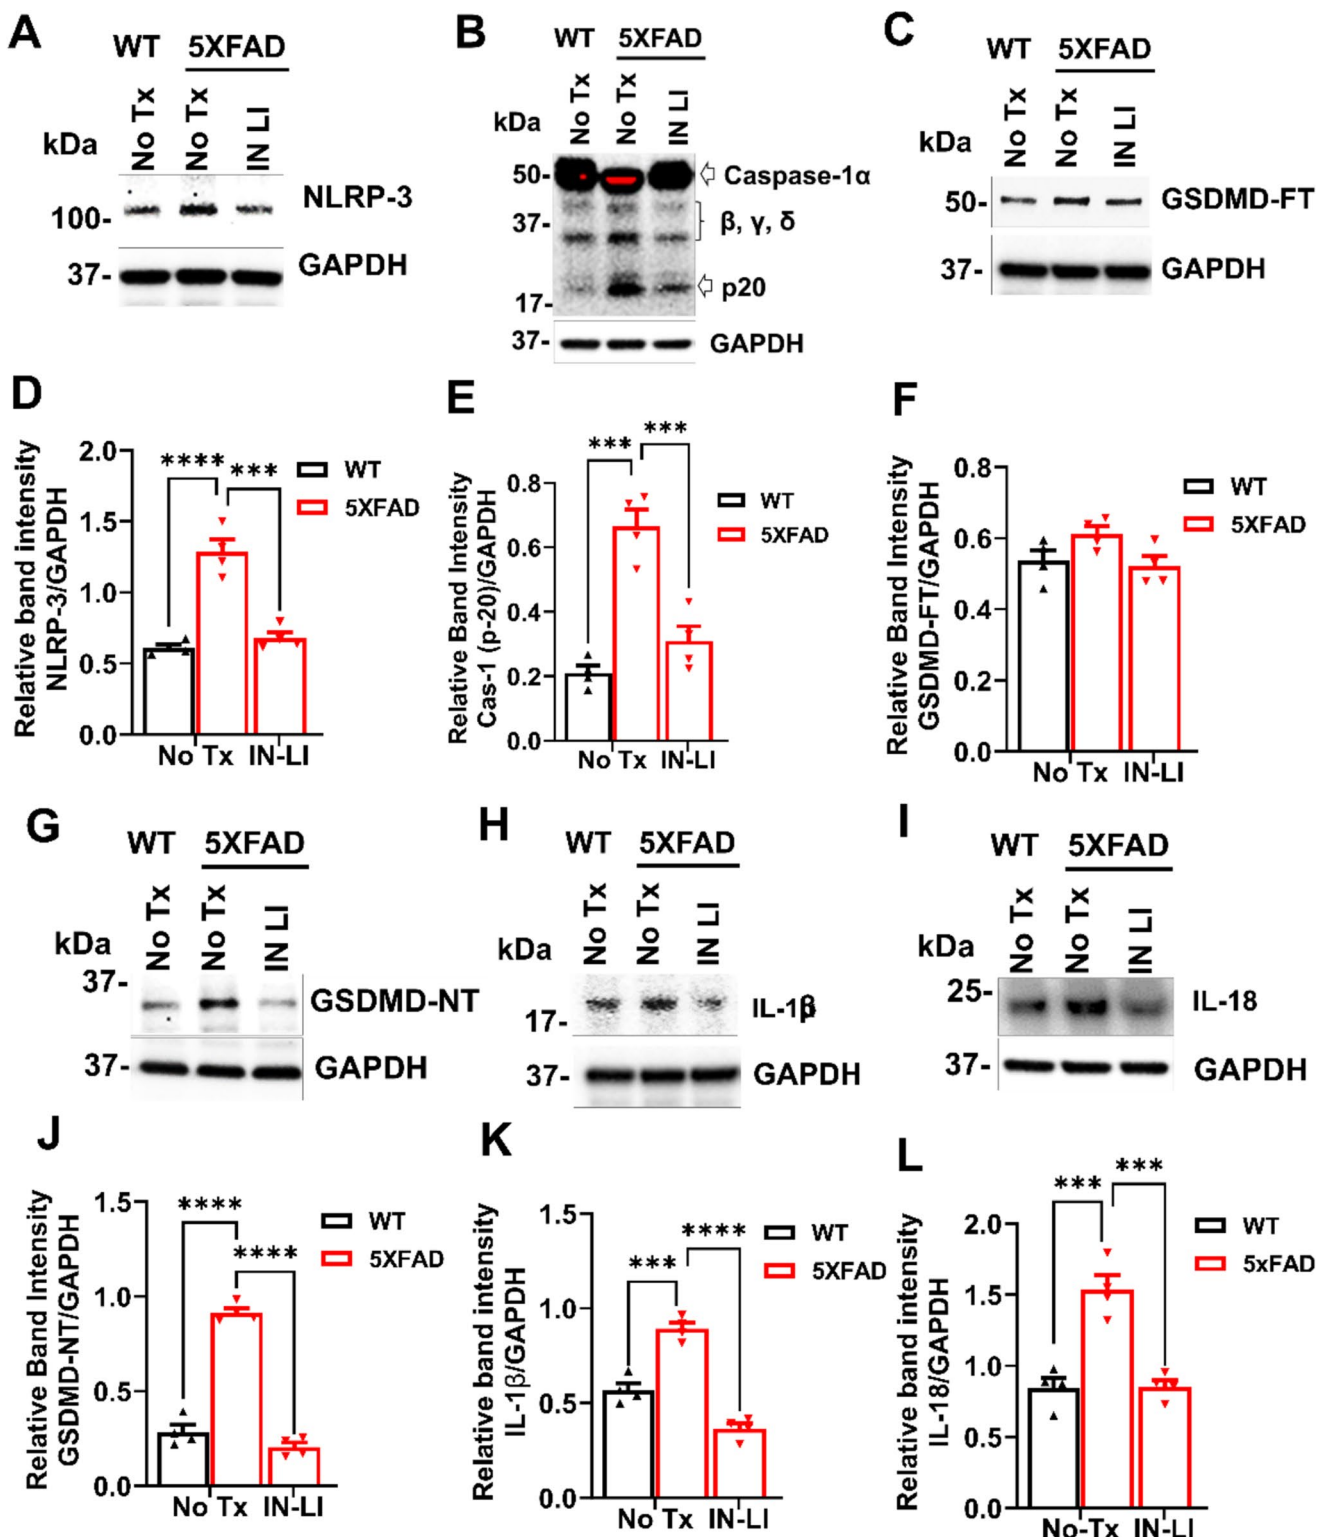 A
WT 5XFAD
No Tx
No Tx
IN LI
kDa
NLRP-3
100-
GAPDH
37-
B
WT 5XFAD
No Tx
No Tx
IN LI
kDa
50- Caspase-1α
37- β, γ, δ
p20
17-
37- GAPDH
C
WT 5XFAD
No Tx
No Tx
IN LI
kDa
50- GSDMD-FT
37- GAPDH
D
Relative band intensity
NLRP-3/GAPDH
2.0
1.5
1.0
0.5
0.0
**** ***
WT
5XFAD
No Tx IN-LI
E
Relative Band Intensity
Cas-1 (p-20)/GAPDH
0.8
0.6
0.4
0.2
0.0
*** ***
WT
5XFAD
No Tx IN-LI
F
Relative Band Intensity
GSDMD-FT/GAPDH
0.8
0.6
0.4
0.2
0.0
WT
5XFAD
No Tx IN-LI
G
WT 5XFAD
No Tx
No Tx
IN LI
kDa
37-
GSDMD-NT
37- GAPDH
H
WT 5XFAD
No Tx
No Tx
IN LI
kDa
IL-1β
17-
37- GAPDH
I
WT 5XFAD
No Tx
No Tx
IN LI
kDa
25- IL-18
37- GAPDH
J
Relative Band Intensity
GSDMD-NT/GAPDH
1.5
1.0
0.5
0.0
****
****
WT
5XFAD
No Tx IN-LI
K
Relative band intensity
IL-1β/GAPDH
1.5
1.0
0.5
0.0
***
****
WT
5XFAD
No Tx IN-LI
L
Relative band intensity
IL-18/GAPDH
2.0
1.5
1.0
0.5
0.0
*** ***
WT
5xFAD
No-Tx IN-LI